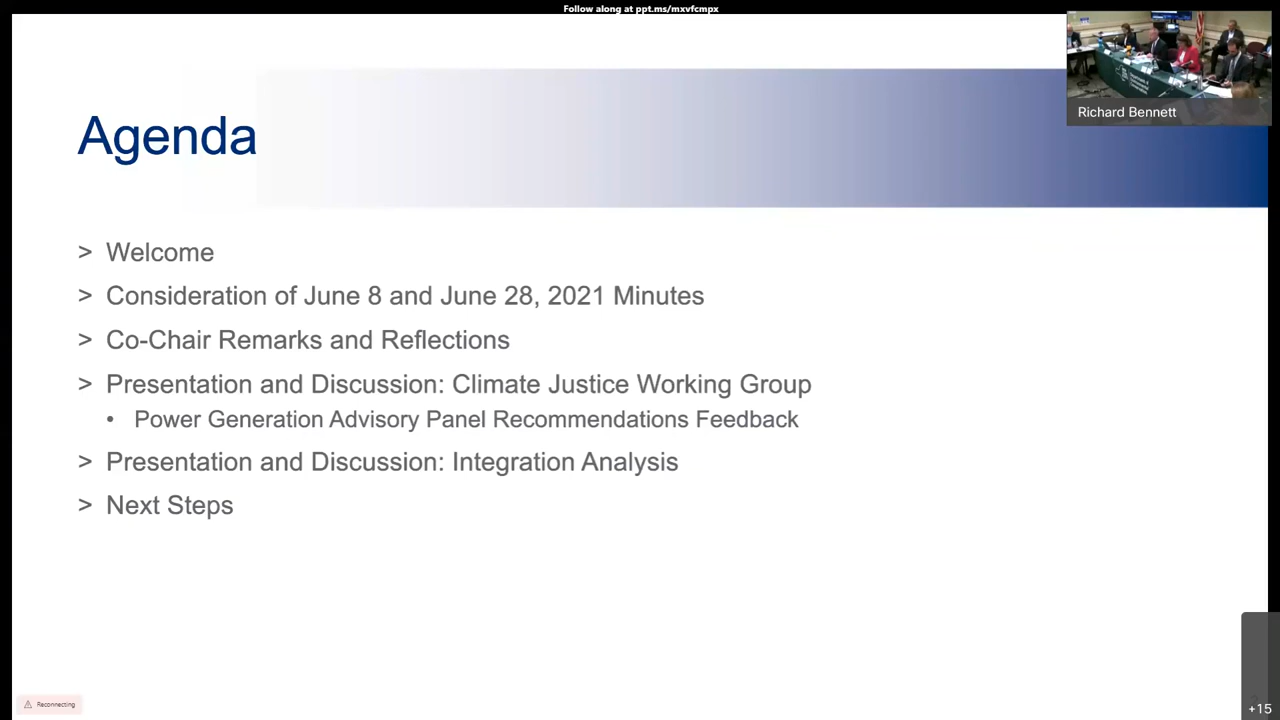 Follow along at ppt.ms/mxvfcmpx
Agenda
Richard Bennett
> Welcome
> Consideration of June 8 and June 28, 2021 Minutes
> Co-Chair Remarks and Reflections
> Presentation and Discussion: Climate Justice Working Group
• Power Generation Advisory Panel Recommendations Feedback
> Presentation and Discussion: Integration Analysis
> Next Steps
Reconnecting
+15